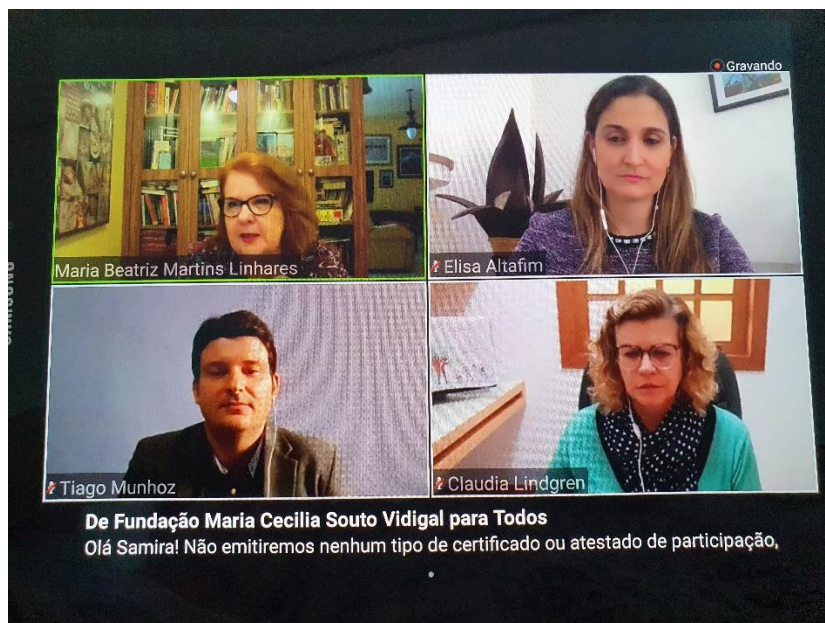 Gravando
Maria Beatriz Martins Linhares
Elisa Altafim
Tiago Munhoz
Claudia Lindgren
De Fundação Maria Cecilia Souto Vidigal para Todos
Olá Samira! Não emitiremos nenhum tipo de certificado ou atestado de participação,
SAMSUNG